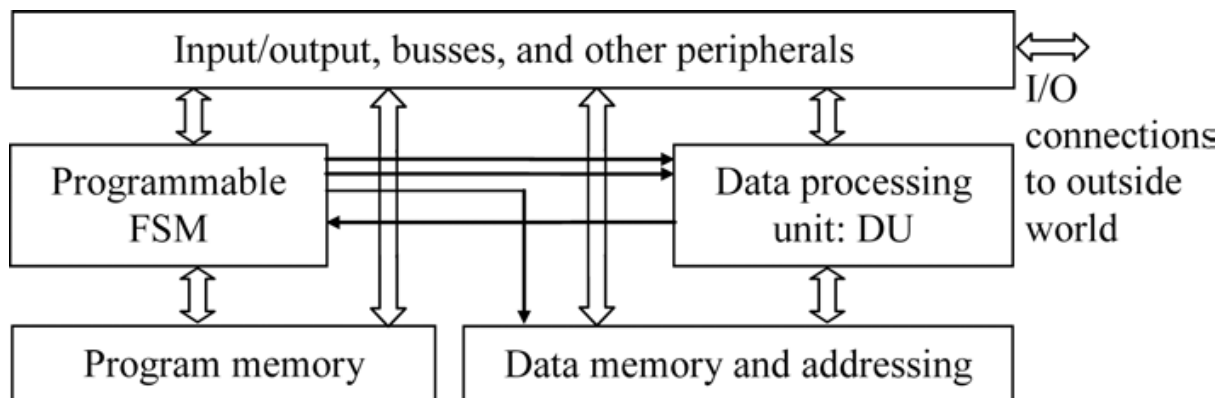 Input/output, busses, and other peripherals
I/O
connections
to outside
world
Programmable
FSM
Data processing
unit: DU
Program memory
Data memory and addressing